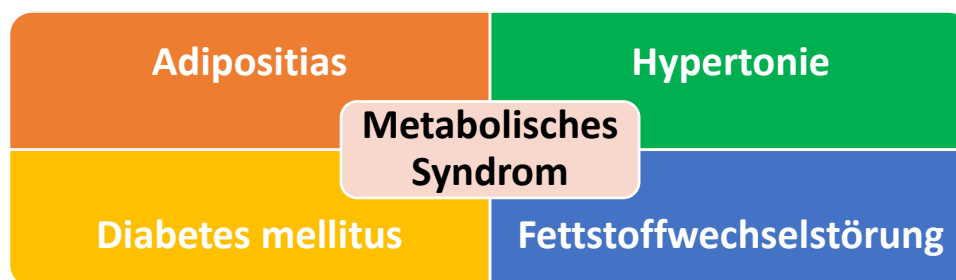 Adipositias
Hypertonie
Metabolisches
Syndrom
Diabetes mellitus
Fettstoffwechselstörung